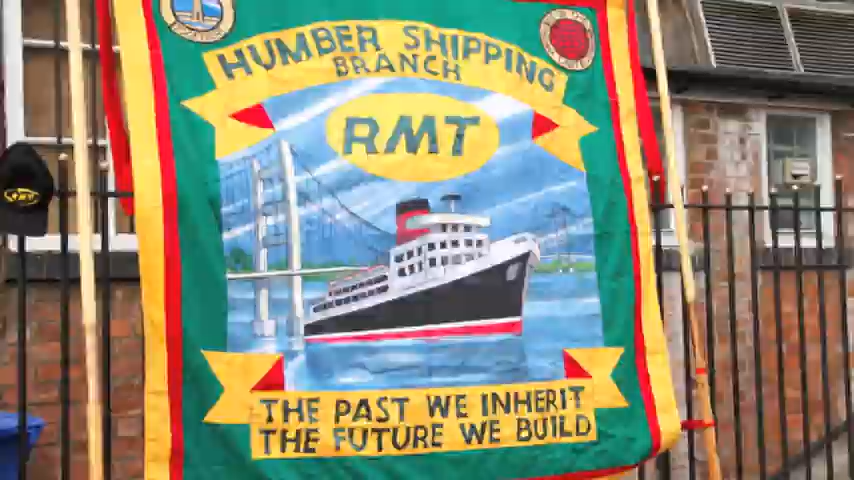 HUMBER SHIPPING
BRANCH
RMT
THE PAST WE INHERIT
THE FUTURE WE BUILD